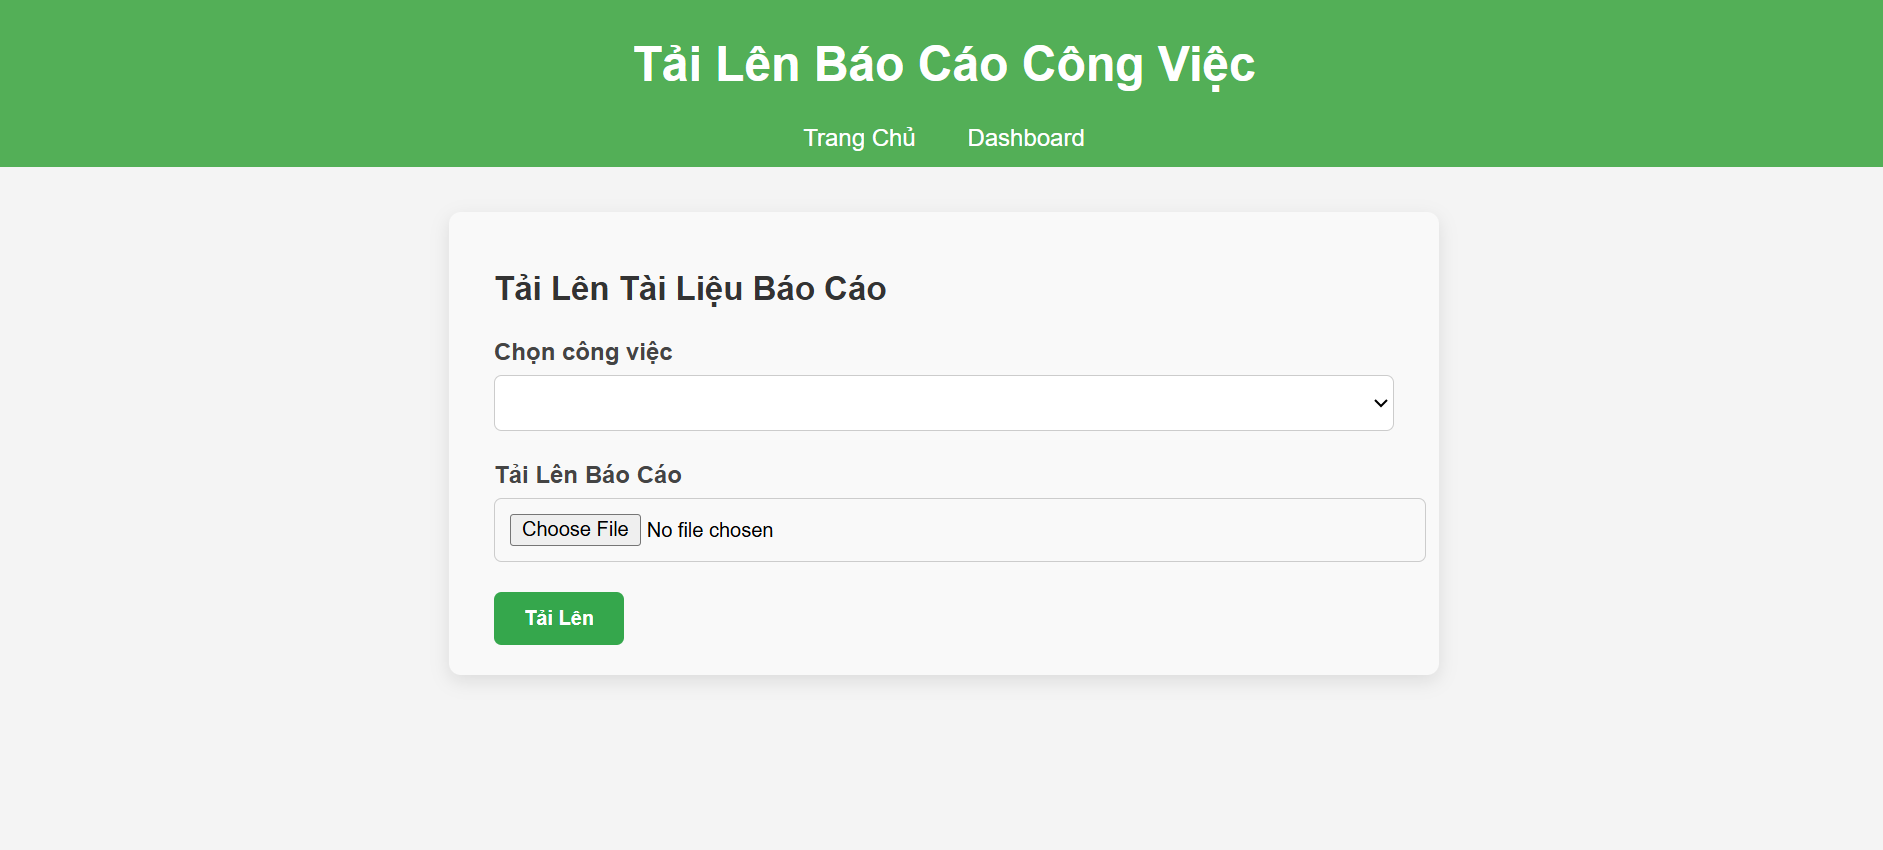 Tải Lên Báo Cáo Công Việc
Trang Chủ Dashboard
Tải Lên Tài Liệu Báo Cáo
Chọn công việc
Tải Lên Báo Cáo
Choose File No file chosen
Tải Lên